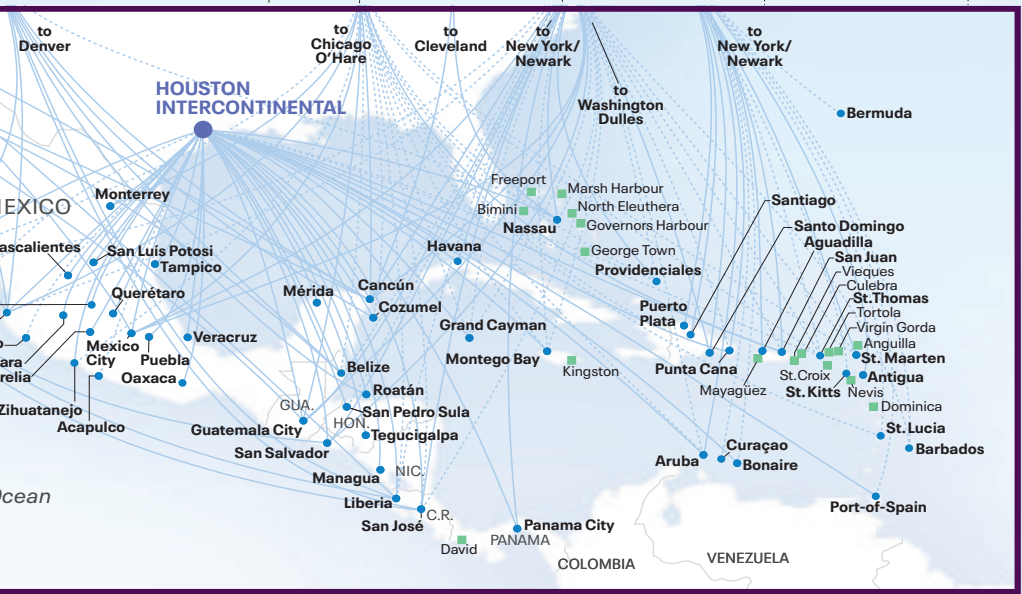 to
Denver
to
Chicago
O'Hare
to
Cleveland
to
New York/
Newark
to
New York/
Newark
to
Washington
Dulles
HOUSTON
INTERCONTINENTAL
Bermuda
Freeport
Marsh Harbour
Bimini
North Eleuthera
Nassau
Governors Harbour
George Town
Monterrey
EXICO
ascalientes
San Luís Potosi
Tampico
Querétaro
Havana
Providenciales
Santiago
Santo Domingo
Aguadilla
San Juan
Vieques
Culebra
St.Thomas
Tortola
Virgín Gorda
Anguilla
St. Maarten
Antigua
Mérida
Cancún
Cozumel
Grand Cayman
Puerto
Plata
Montego Bay
Kingston
Punta Cana
Mayagüez
St.Croix
St. Kitts
Nevis
Dominica
St. Lucia
Barbados
o
ara
relia
Mexico
City
Puebla
Veracruz
Oaxaca
Zihuatanejo
Acapulco
Belize
Roatán
GUA.
San Pedro Sula
HON.
Guatemala City
Tegucigalpa
San Salvador
Managua
NIC.
Curaçao
Aruba
Bonaire
Liberia
C.R.
San José
Port-of-Spain
cean
Panama City
PANAMA
David
COLOMBIA
VENEZUELA